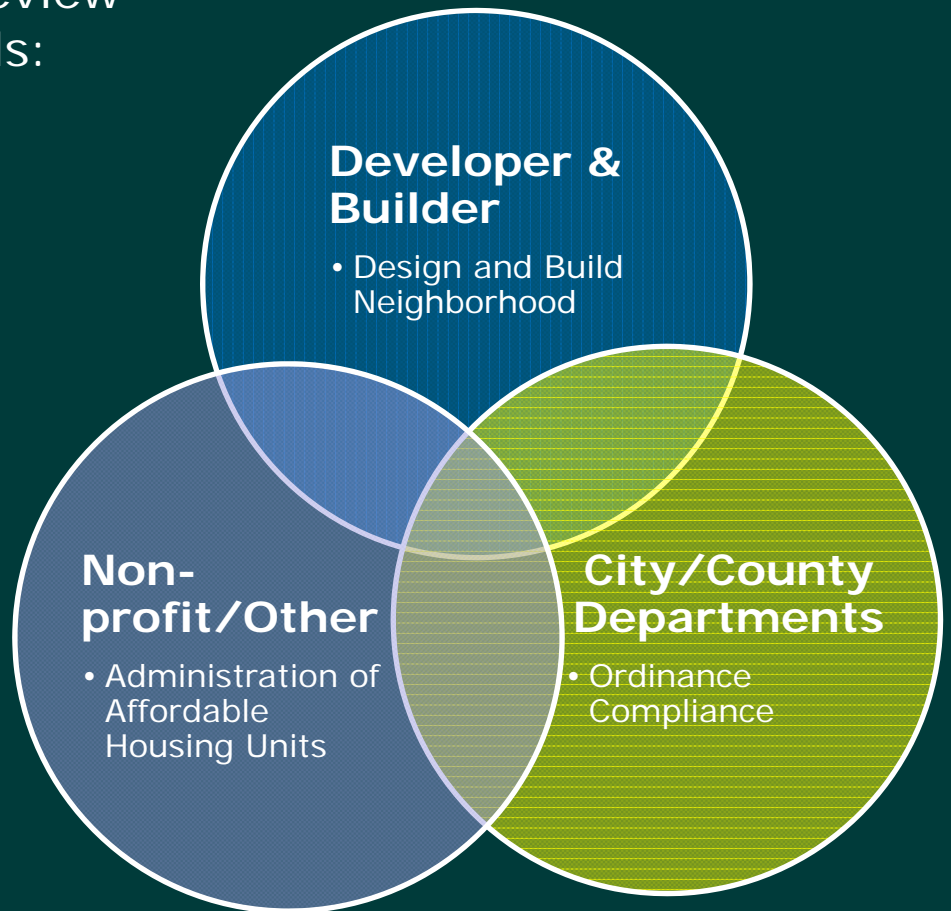 Developer &
Builder
• Design and Build
Neighborhood
Non-
profit/Other
• Administration of
Affordable
Housing Units
City/County
Departments
• Ordinance
Compliance